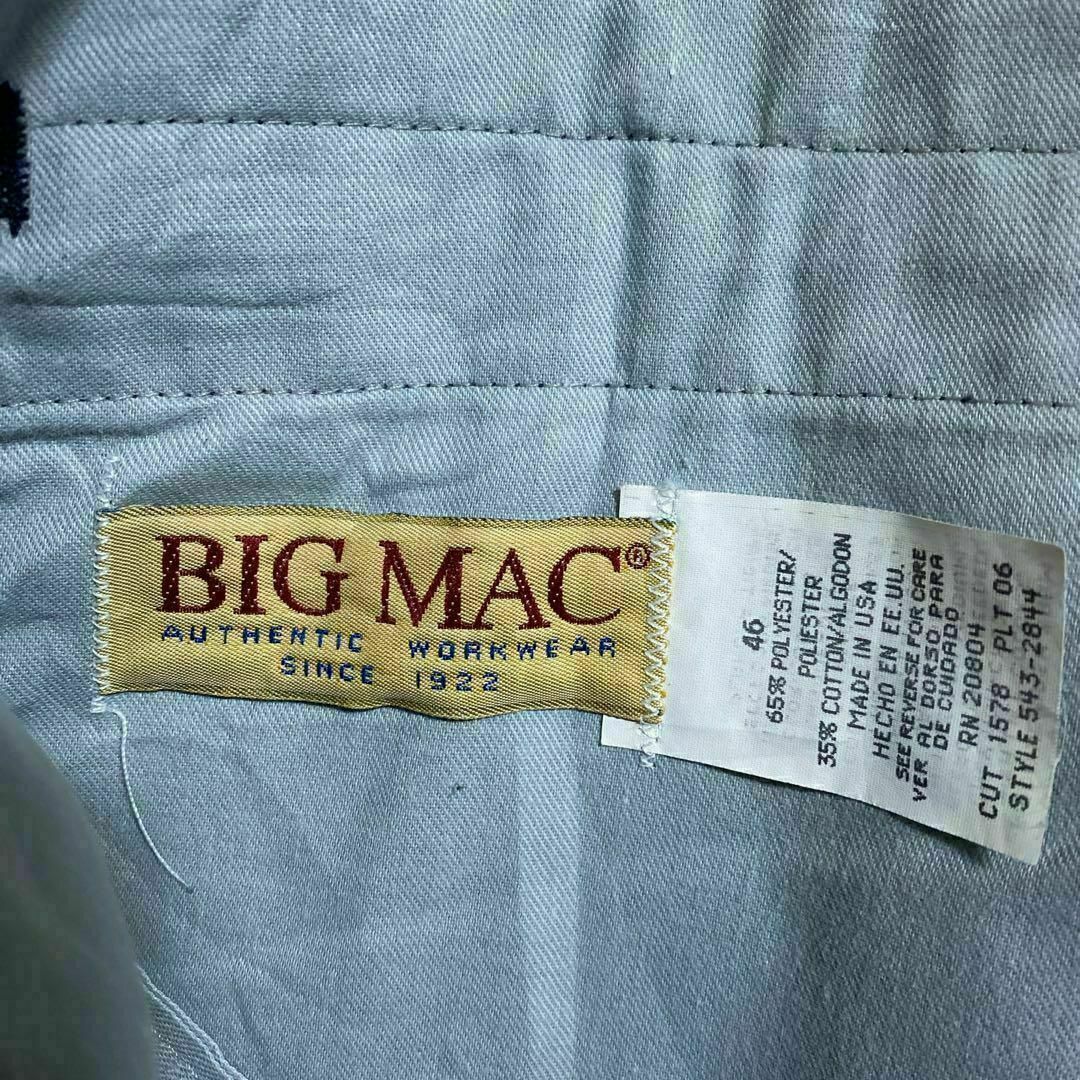 BIG MAC®
AUTHENTIC WORKWEAR
SINCE 1922
46
65% POLYESTER/
POLIESTER
35% COTTON/ALGODON
MADE IN USA
HECHO EN EE.UU.
SEE REVERSE FOR CARE
VER AL DORSO PARA
DE CUIDADO
RN 20804
CUT 1578 PLT 06
STYLE 543-2844